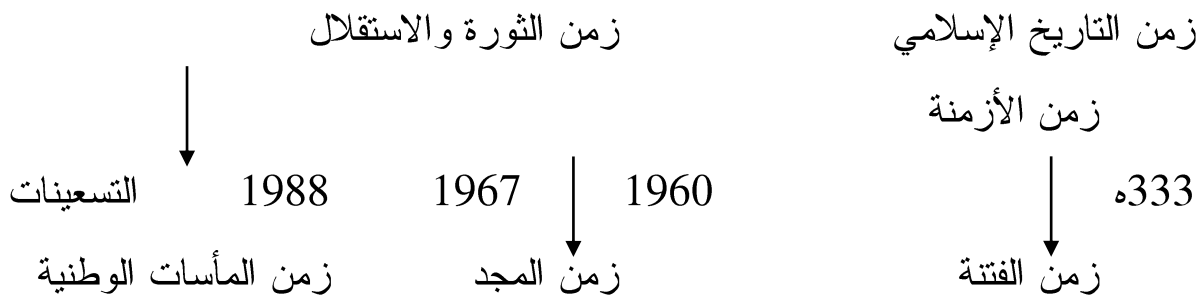 زمن التاريخ الإسلامي زمن الثورة والاستقلال
زمن الأزمنة
333ه 1960 1967 1988 التسعينات
زمن الفتنة زمن المجد زمن المأسات الوطنية